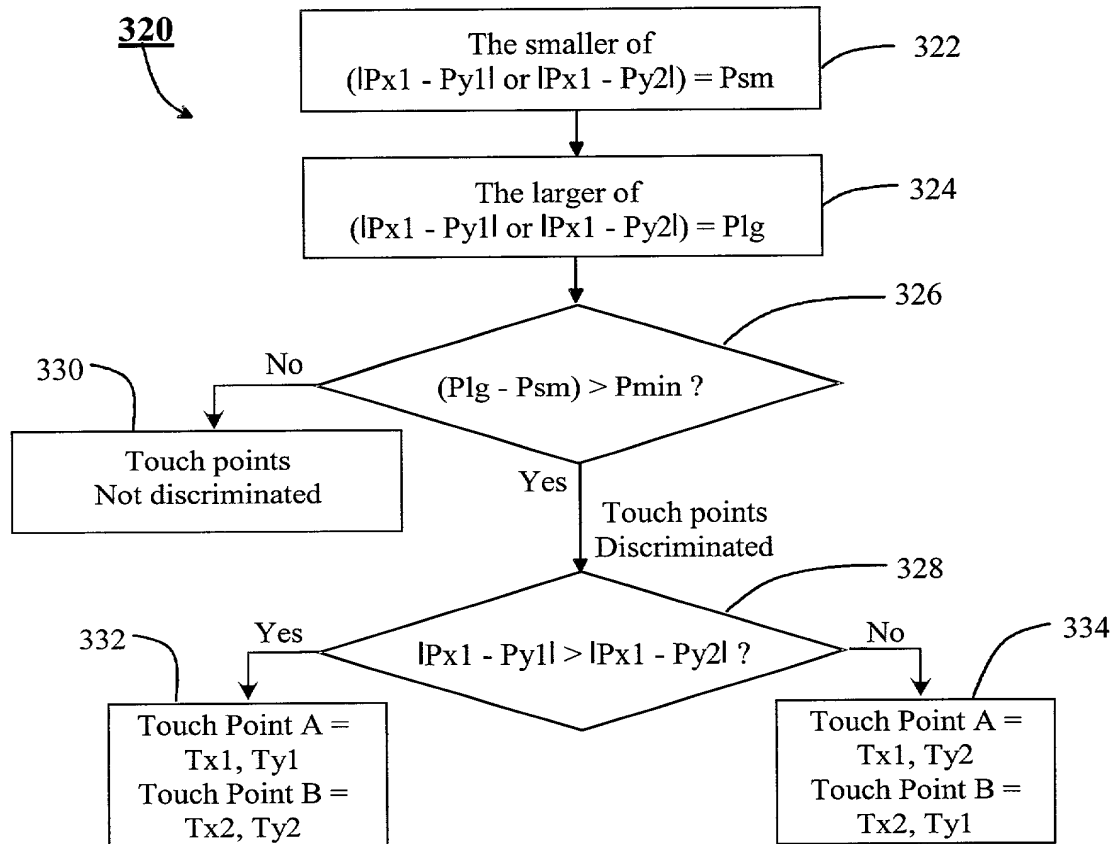 320
The smaller of
(|Px1 - Py1| or |Px1 - Py2|) = Psm
322
The larger of
(|Px1 - Py1| or |Px1 - Py2|) = Plg
324
326
(Plg - Psm) > Pmin ?
No
330
Touch points
Not discriminated
Yes
Touch points
Discriminated
328
|Px1 - Py1| > |Px1 - Py2| ?
Yes
332
No
334
Touch Point A =
Tx1, Ty1
Touch Point B =
Tx2, Ty2
Touch Point A =
Tx1, Ty2
Touch Point B =
Tx2, Ty1